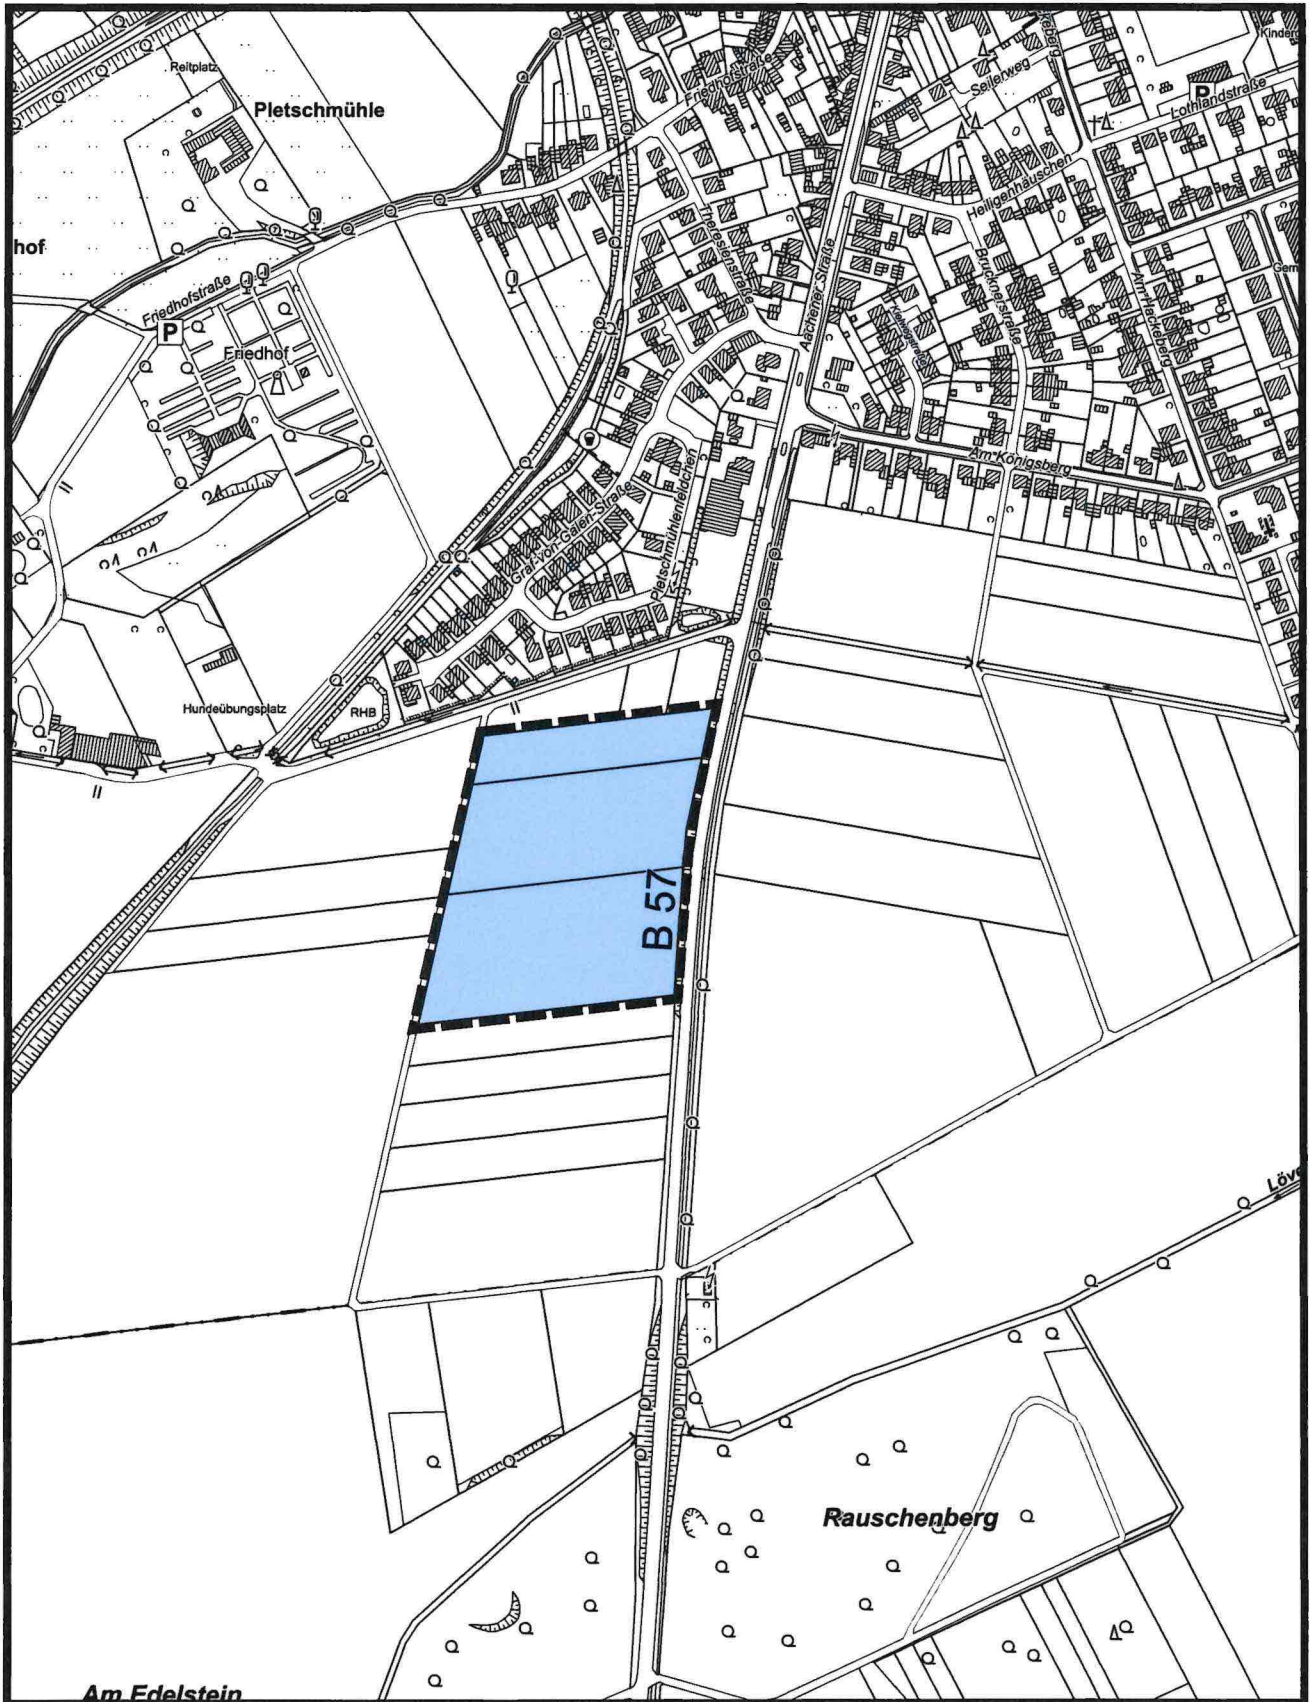 Reitplatz
Pletschmühle
Friedhofstraße
Seilerweg
P
Lothlandstraße
Heiligenhäuschen
hof
Theresienstraße
Aachener Straße
Brucknerstraße
Am Hackeberg
Friedhofstraße
P
Friedhof
Am Königsberg
Graf-von-Galen-Straße
Pletschmühlenfeldchen
Hundeübungsplatz
RHB
B 57
Rauschenberg
Am Edelstein